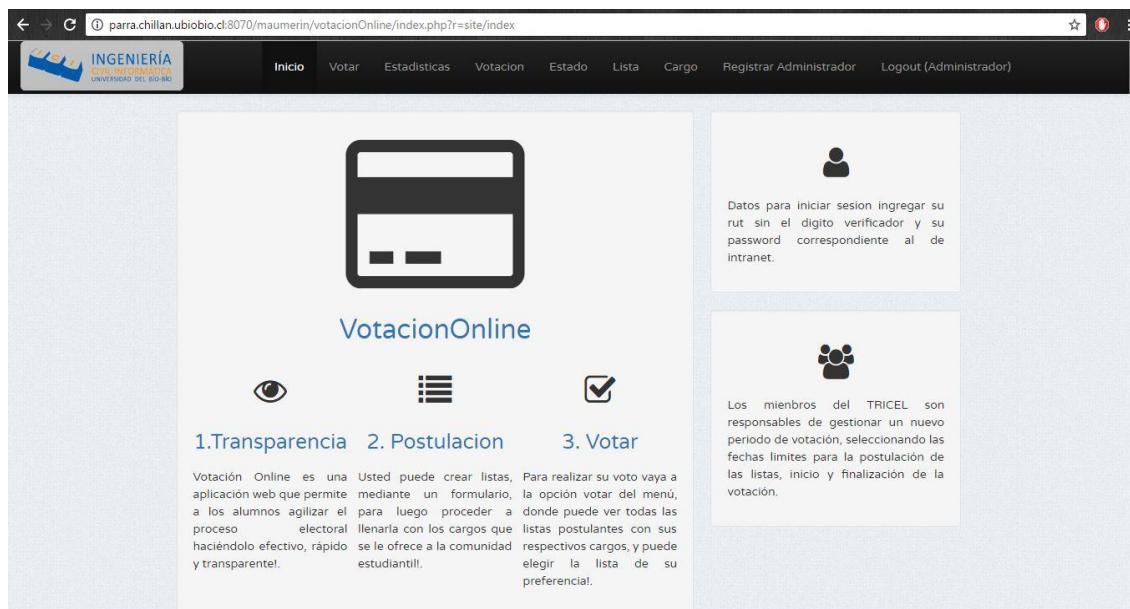 parra.chillan.ubiobio.cl:8070/maumerin/votacionOnline/index.php?r=site/index
INGENIERÍA
CIVIL INFORMÁTICA
UNIVERSIDAD DEL BÍO-BÍO
Inicio Votar Estadisticas Votacion Estado Lista Cargo Registrar Administrador Logout (Administrador)
VotacionOnline
1.Transparencia
Votación Online es una
aplicación web que permite
a los alumnos agilizar el
proceso electoral
haciéndolo efectivo, rápido
y transparente!.
2. Postulacion
Usted puede crear listas,
mediante un formulario,
para luego proceder a
llenarla con los cargos que
se le ofrece a la comunidad
estudiantil!.
3. Votar
Para realizar su voto vaya a
la opción votar del menú,
donde puede ver todas las
listas postulantes con sus
respectivos cargos, y puede
elegir la lista de su
preferencia!.
Datos para iniciar sesion ingregar su
rut sin el digito verificador y su
password correspondiente al de
intranet.
Los mienbros del TRICEL son
responsables de gestionar un nuevo
periodo de votación, seleccionando las
fechas limites para la postulación de
las listas, inicio y finalización de la
votación.